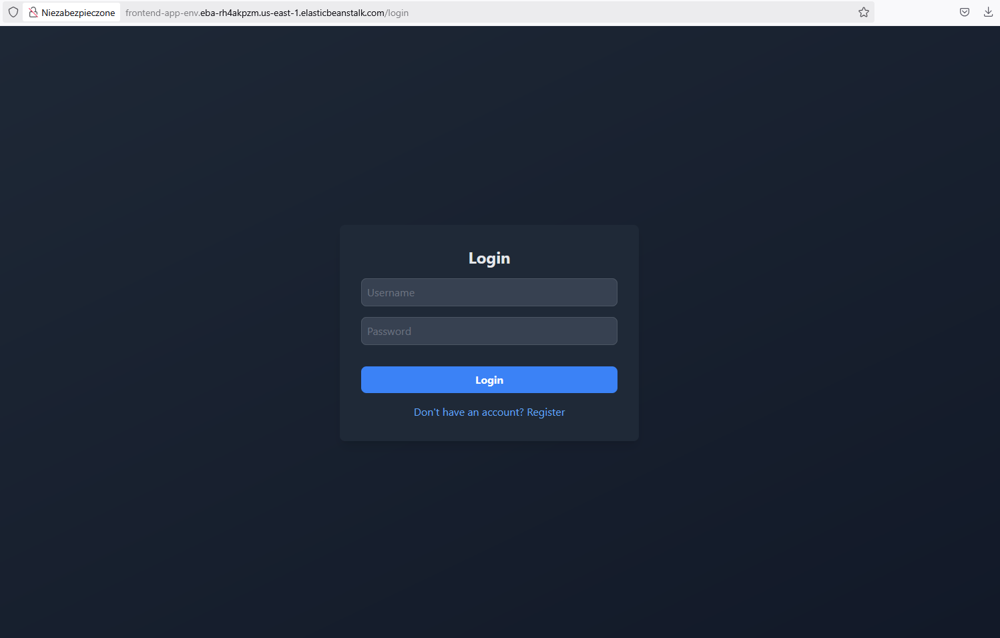 Niezabezpieczone frontend-app-env.eba-rh4akpzm.us-east-1.elasticbeanstalk.com/login
Login
Username
Password
Login
Don't have an account? Register